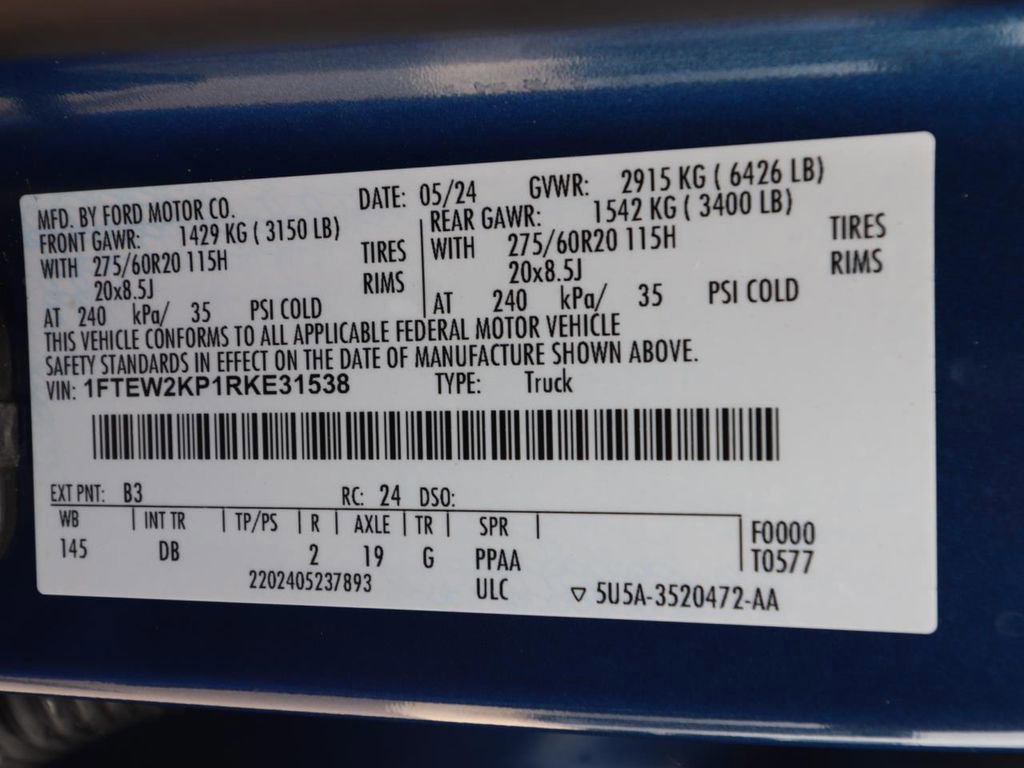 MFD. BY FORD MOTOR CO. DATE: 05/24 GVWR: 2915 KG ( 6426 LB)
FRONT GAWR: 1429 KG ( 3150 LB) REAR GAWR: 1542 KG ( 3400 LB)
WITH 275/60R20 115H TIRES WITH 275/60R20 115H TIRES
20x8.5J RIMS 20x8.5J RIMS
AT 240 kPa/ 35 PSI COLD AT 240 kPa/ 35 PSI COLD
THIS VEHICLE CONFORMS TO ALL APPLICABLE FEDERAL MOTOR VEHICLE
SAFETY STANDARDS IN EFFECT ON THE DATE OF MANUFACTURE SHOWN ABOVE.
VIN: 1FTEW2KP1RKE31538 TYPE: Truck
EXT PNT: B3 RC: 24 DSO:
WB INT TR TP/PS R AXLE TR SPR F0000
145 DB 2 19 G PPAA T0577
2202405237893 ULC ▽ 5U5A-3520472-AA